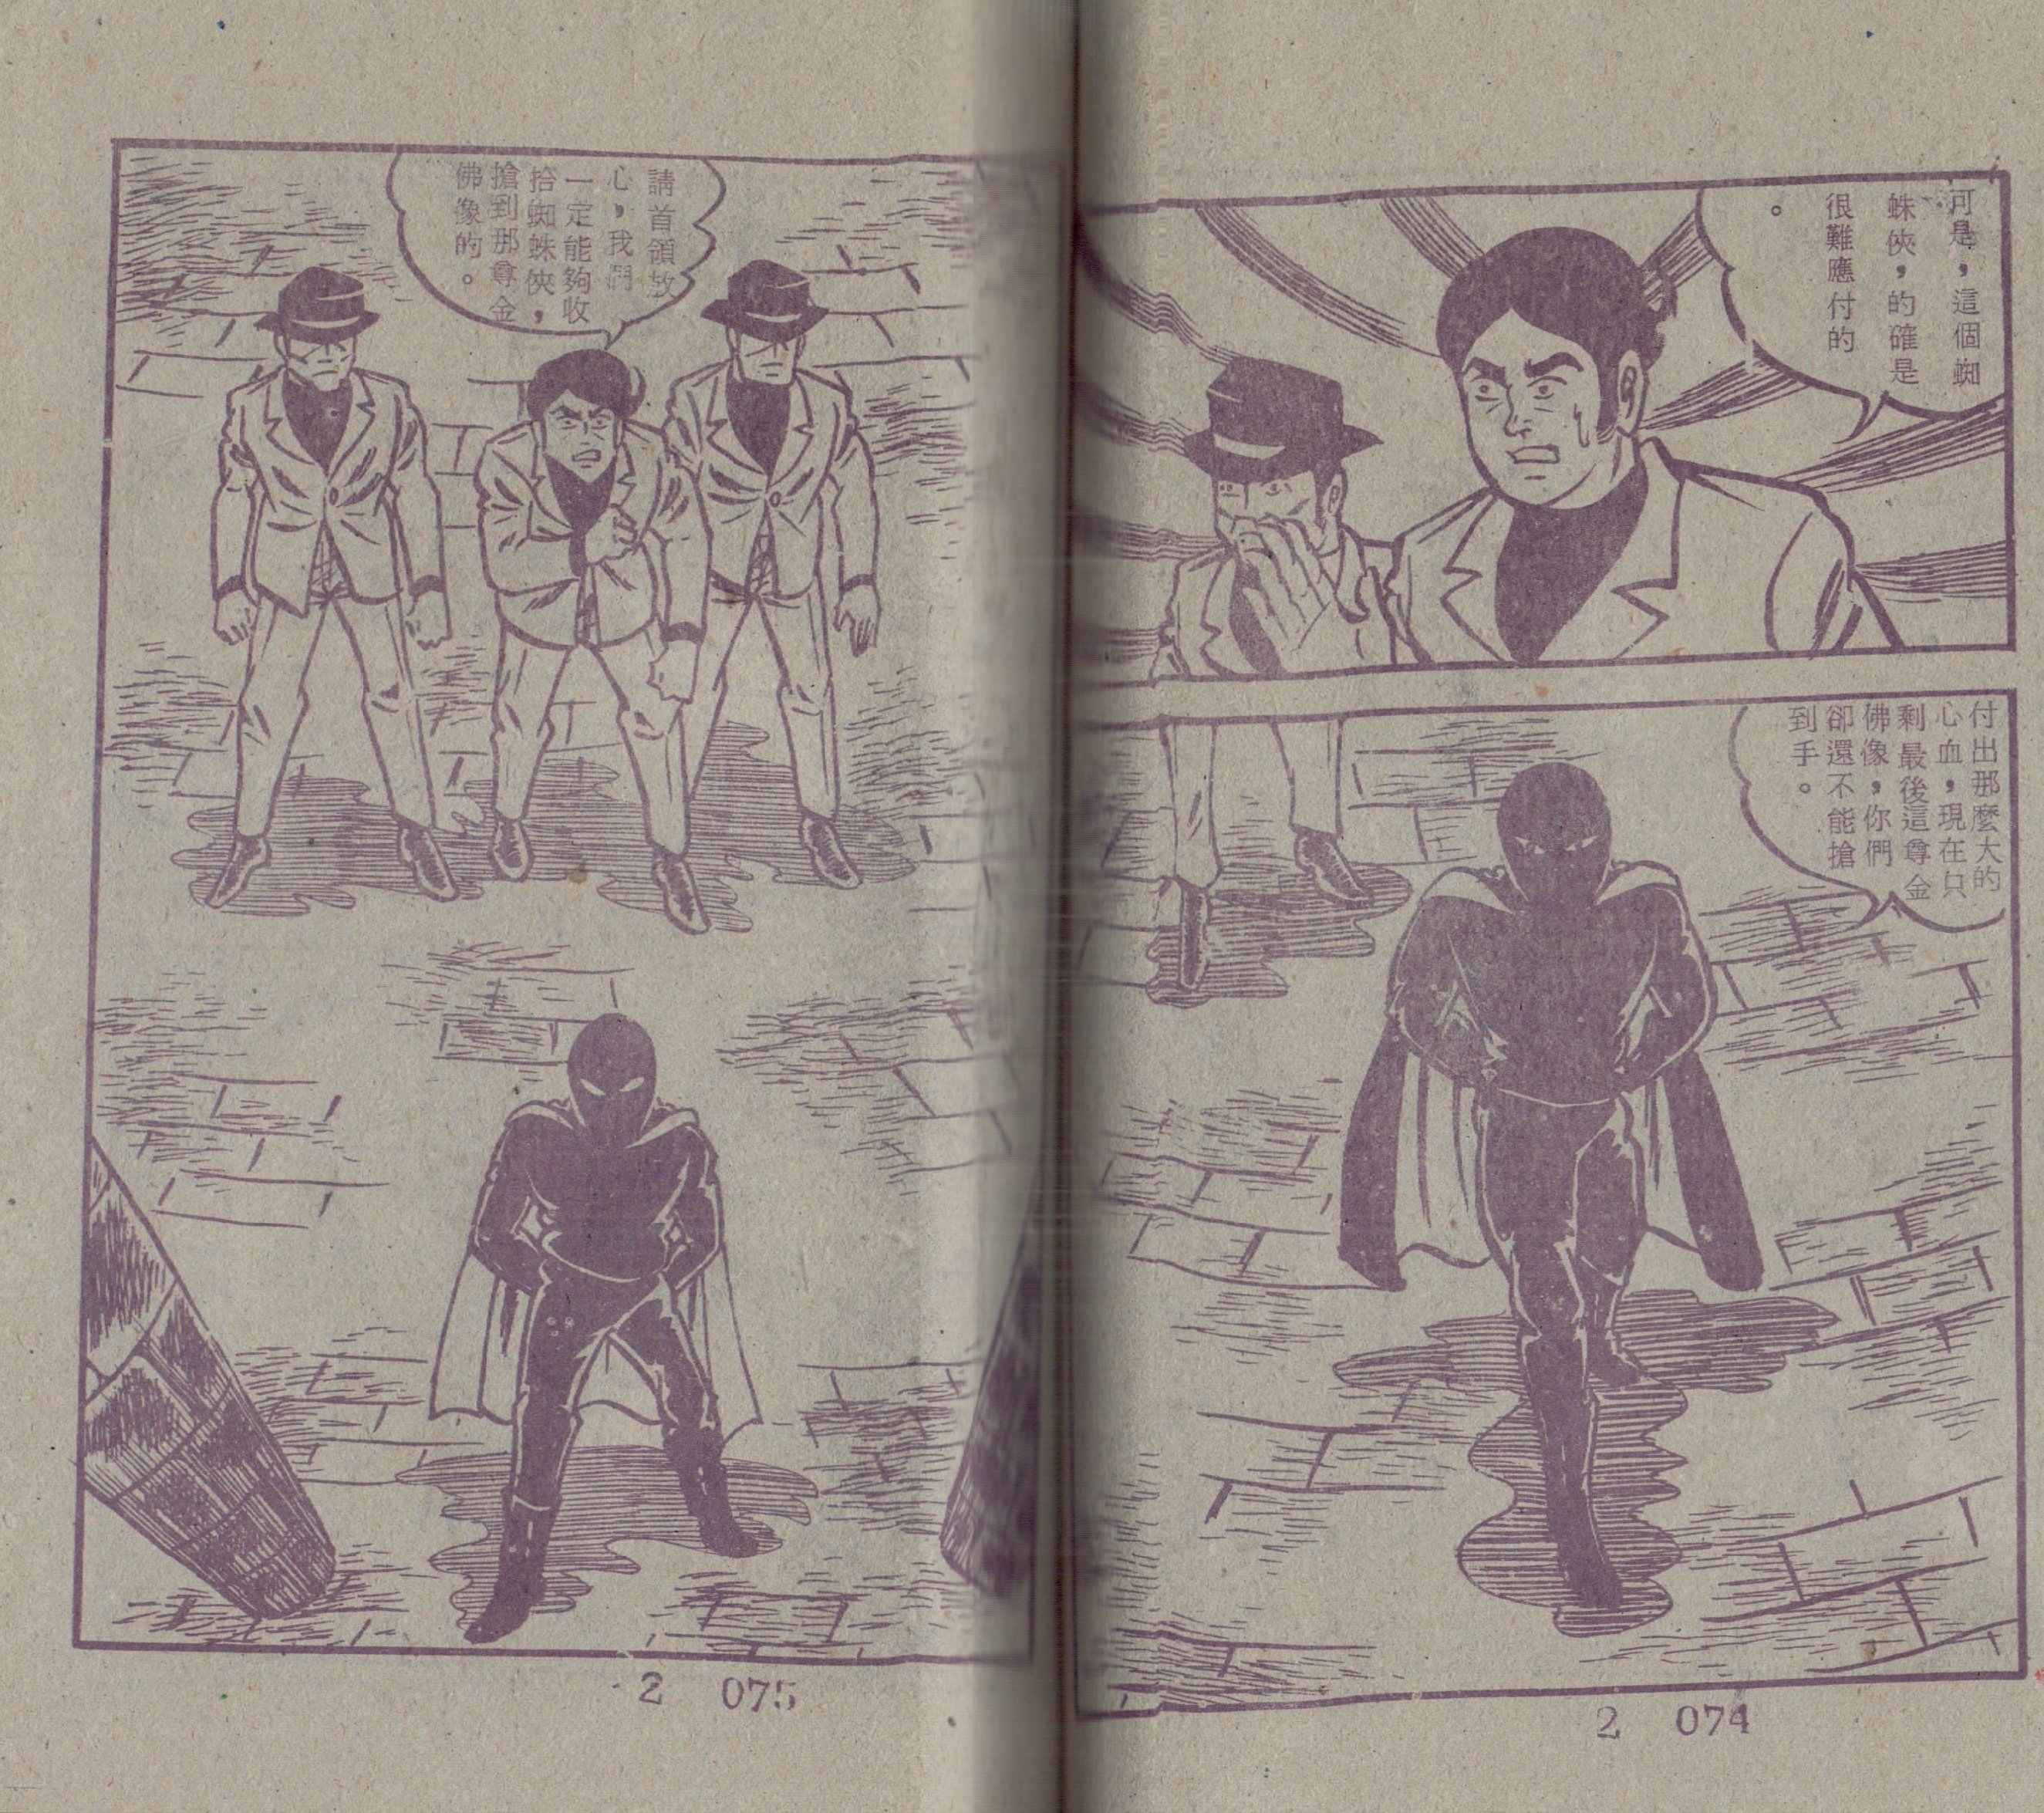 可是，這個蜘
蛛俠，的確是
很難應付的
。
付出那麼大的
心血，現在只
剩最後這尊金
佛像，你們
卻還不能搶
到手。
2 074
請首領放
心，我們
一定能夠收
拾蜘蛛俠，
搶到那尊金
佛像的。
2 075